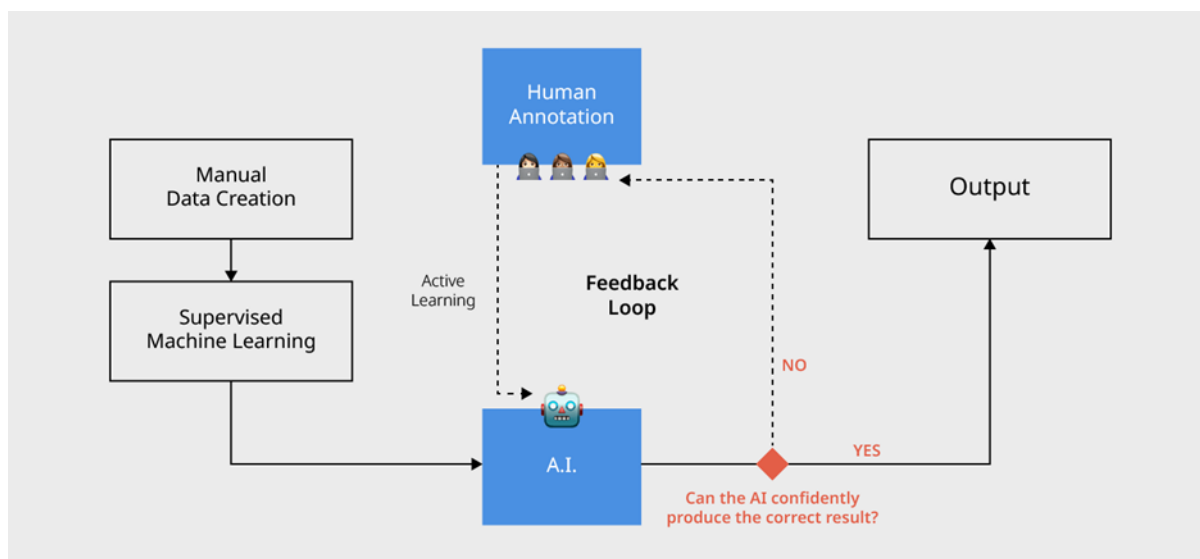 Human
Annotation
Manual
Data Creation
Output
Active
Learning
Feedback
Loop
Supervised
Machine Learning
NO
A.I.
YES
Can the AI confidently
produce the correct result?